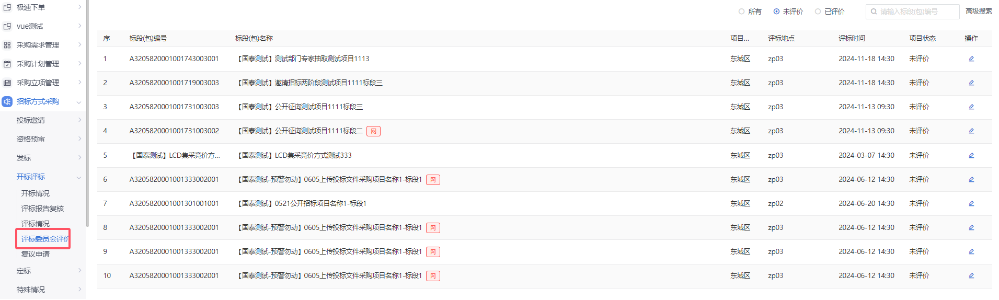 极速下单
vue测试
采购需求管理
采购计划管理
采购立项管理
招标方式采购
投标邀请
资格预审
发标
开标评标
开标情况
评标报告复核
评标情况
评标委员会评价
复议申请
定标
特殊情况
所有 未评价 已评价 请输入标段(包)编号 高级搜索
序 标段(包)编号 标段(包)名称 项目... 评标地点 评标时间 项目状态 操作
1 A3205820001001743003001 【国泰测试】测试部门专家抽取测试项目1113 东城区 zp03 2024-11-18 14:30 未评价
2 A3205820001001719003003 【国泰测试】邀请招标两阶段测试项目1111标段三 东城区 zp03 2024-11-18 14:30 未评价
3 A3205820001001731003003 【国泰测试】公开征询测试项目1111标段三 东城区 zp03 2024-11-13 09:30 未评价
4 A3205820001001731003002 【国泰测试】公开征询测试项目1111标段二 网 东城区 zp03 2024-11-13 09:30 未评价
5 【国泰测试】LCD集采竞价方... 【国泰测试】LCD集采竞价方式测试333 东城区 zp03 2024-03-07 14:30 未评价
6 A3205820001001333002001 【国泰测试-预警勿动】0605上传投标文件采购项目名称1-标段1 网 东城区 zp03 2024-06-12 14:30 未评价
7 A3205820001001301001001 【国泰测试】0521公开招标项目名称1-标段1 东城区 zp02 2024-06-20 14:30 未评价
8 A3205820001001333002001 【国泰测试-预警勿动】0605上传投标文件采购项目名称1-标段1 网 东城区 zp03 2024-06-12 14:30 未评价
9 A3205820001001333002001 【国泰测试-预警勿动】0605上传投标文件采购项目名称1-标段1 网 东城区 zp03 2024-06-12 14:30 未评价
10 A3205820001001333002001 【国泰测试-预警勿动】0605上传投标文件采购项目名称1-标段1 网 东城区 zp03 2024-06-12 14:30 未评价